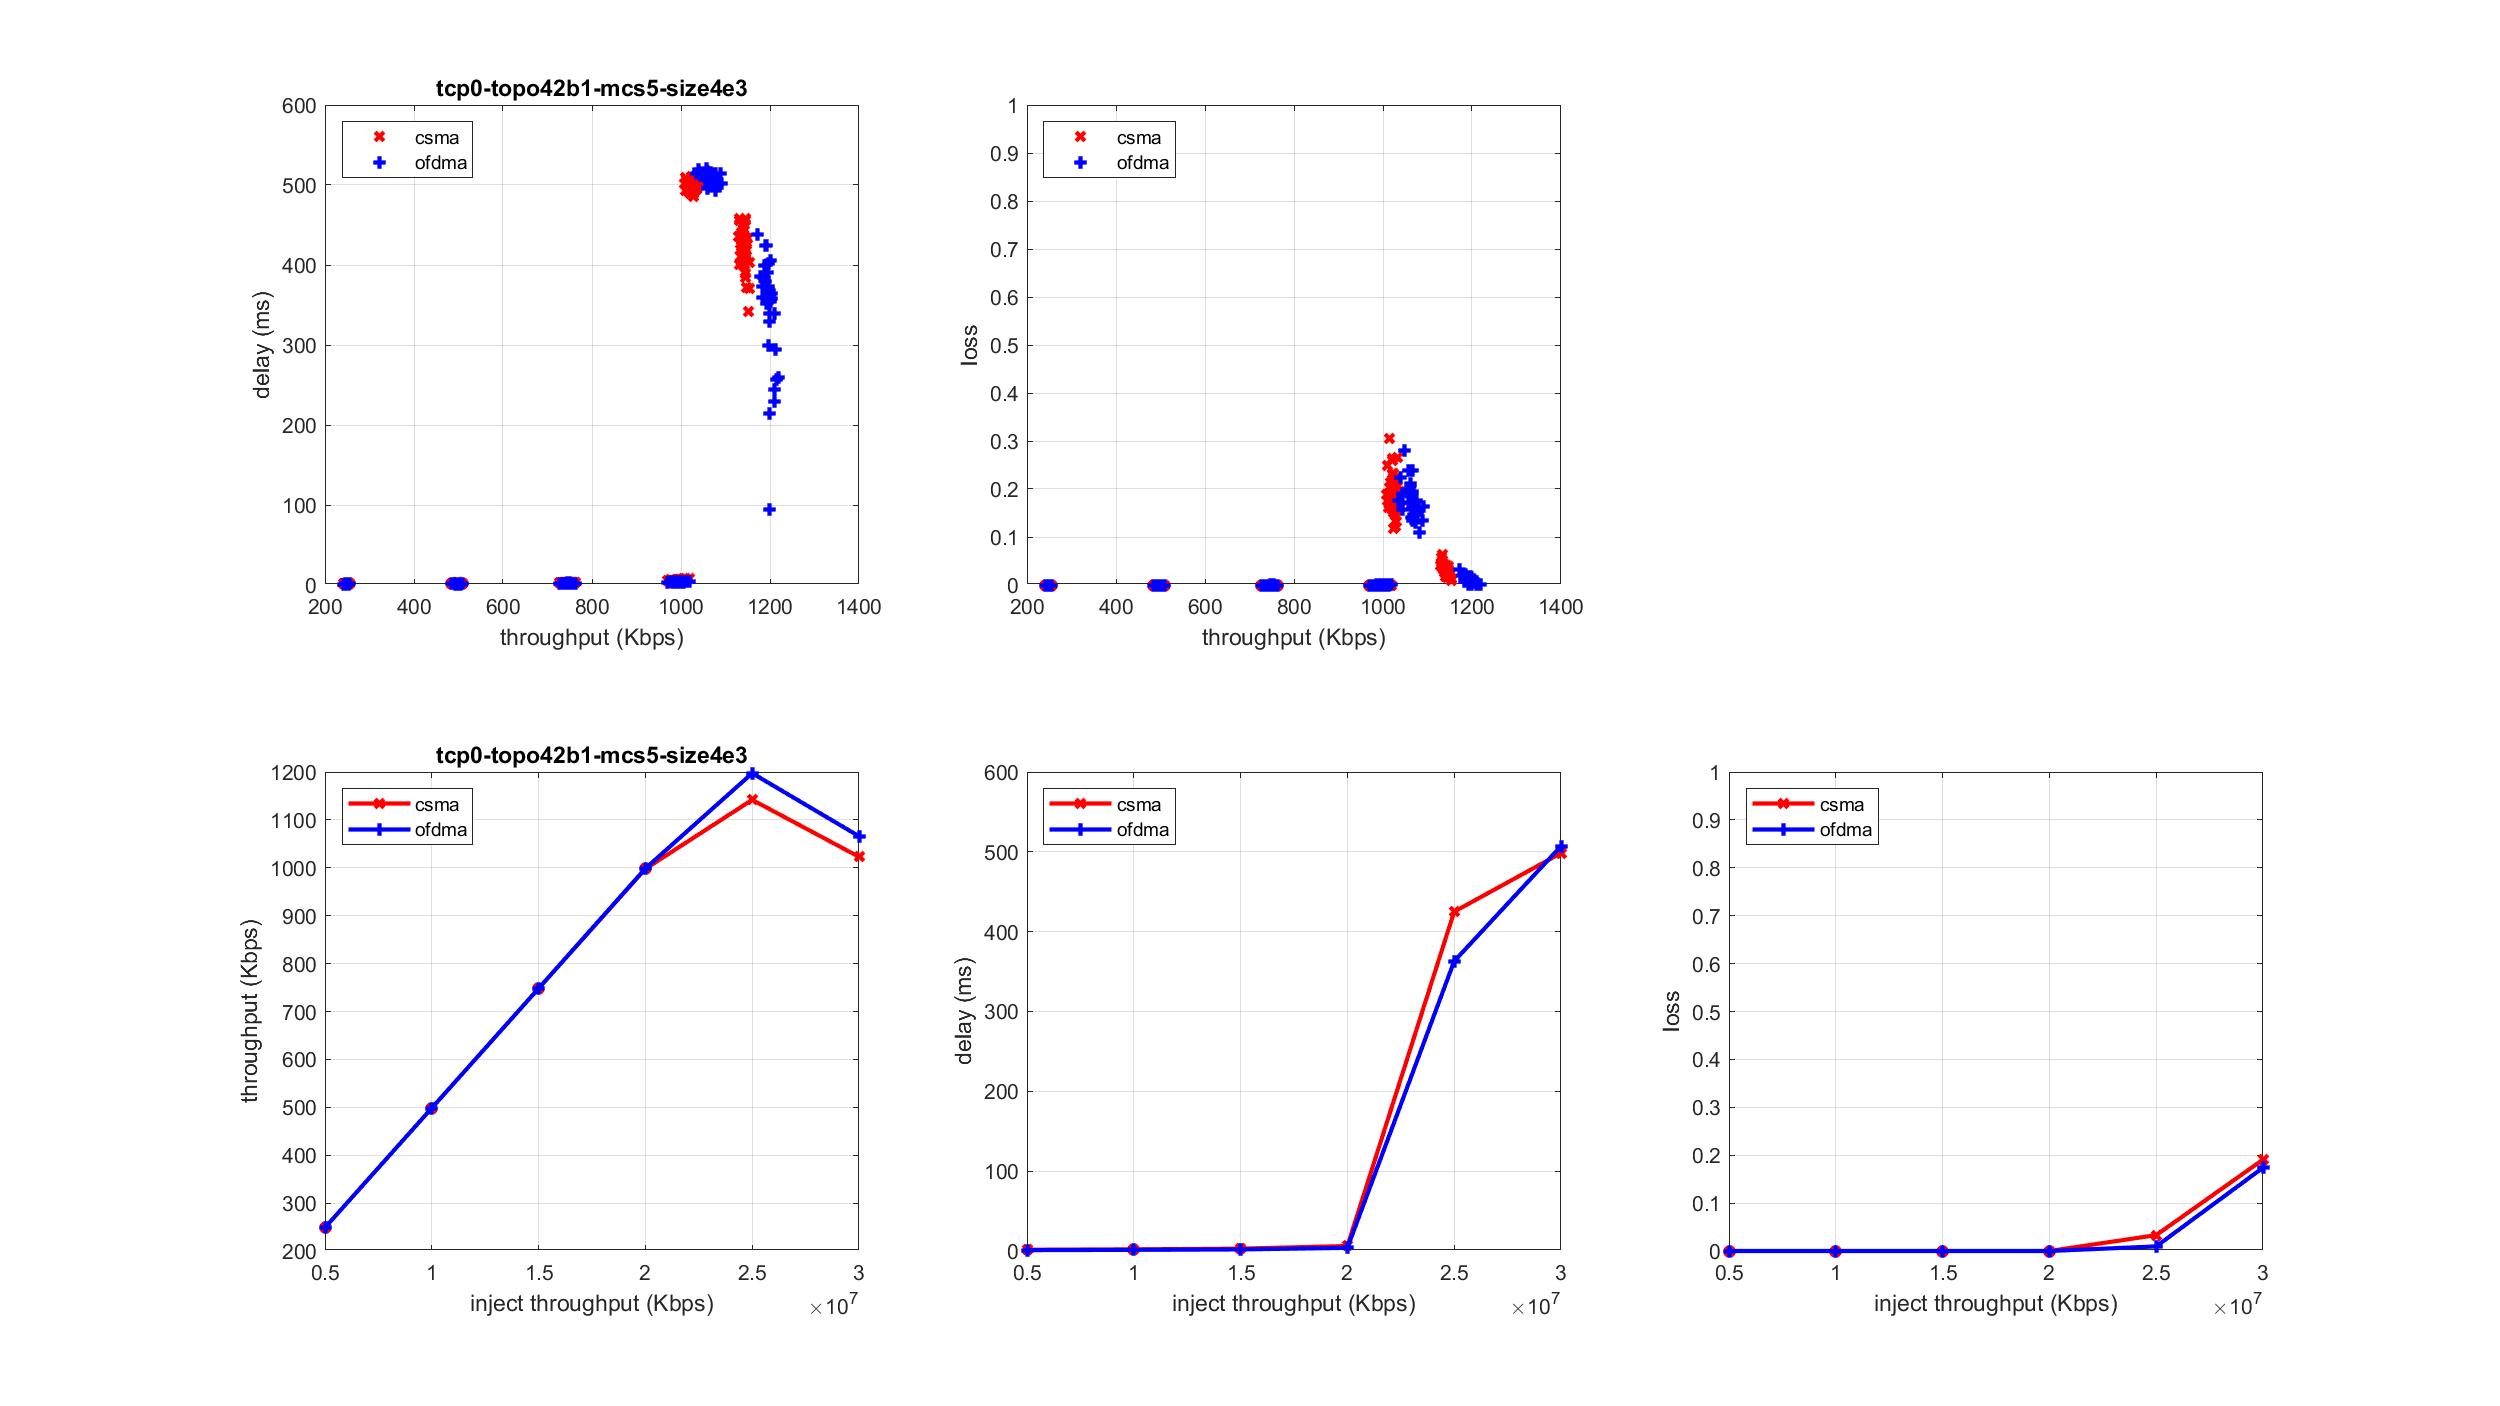 tcp0-topo42b1-mcs5-size4e3
600
500
400
300
200
100
0
delay (ms)
csma
ofdma
200 400 600 800 1000 1200 1400
throughput (Kbps)
1
0.9
0.8
0.7
0.6
0.5
0.4
0.3
0.2
0.1
0
loss
csma
ofdma
200 400 600 800 1000 1200 1400
throughput (Kbps)
tcp0-topo42b1-mcs5-size4e3
1200
1100
1000
900
800
700
600
500
400
300
200
throughput (Kbps)
csma
ofdma
0.5 1 1.5 2 2.5 3
inject throughput (Kbps)
×10⁷
600
500
400
300
200
100
0
delay (ms)
csma
ofdma
0.5 1 1.5 2 2.5 3
inject throughput (Kbps)
×10⁷
1
0.9
0.8
0.7
0.6
0.5
0.4
0.3
0.2
0.1
0
loss
csma
ofdma
0.5 1 1.5 2 2.5 3
inject throughput (Kbps)
×10⁷